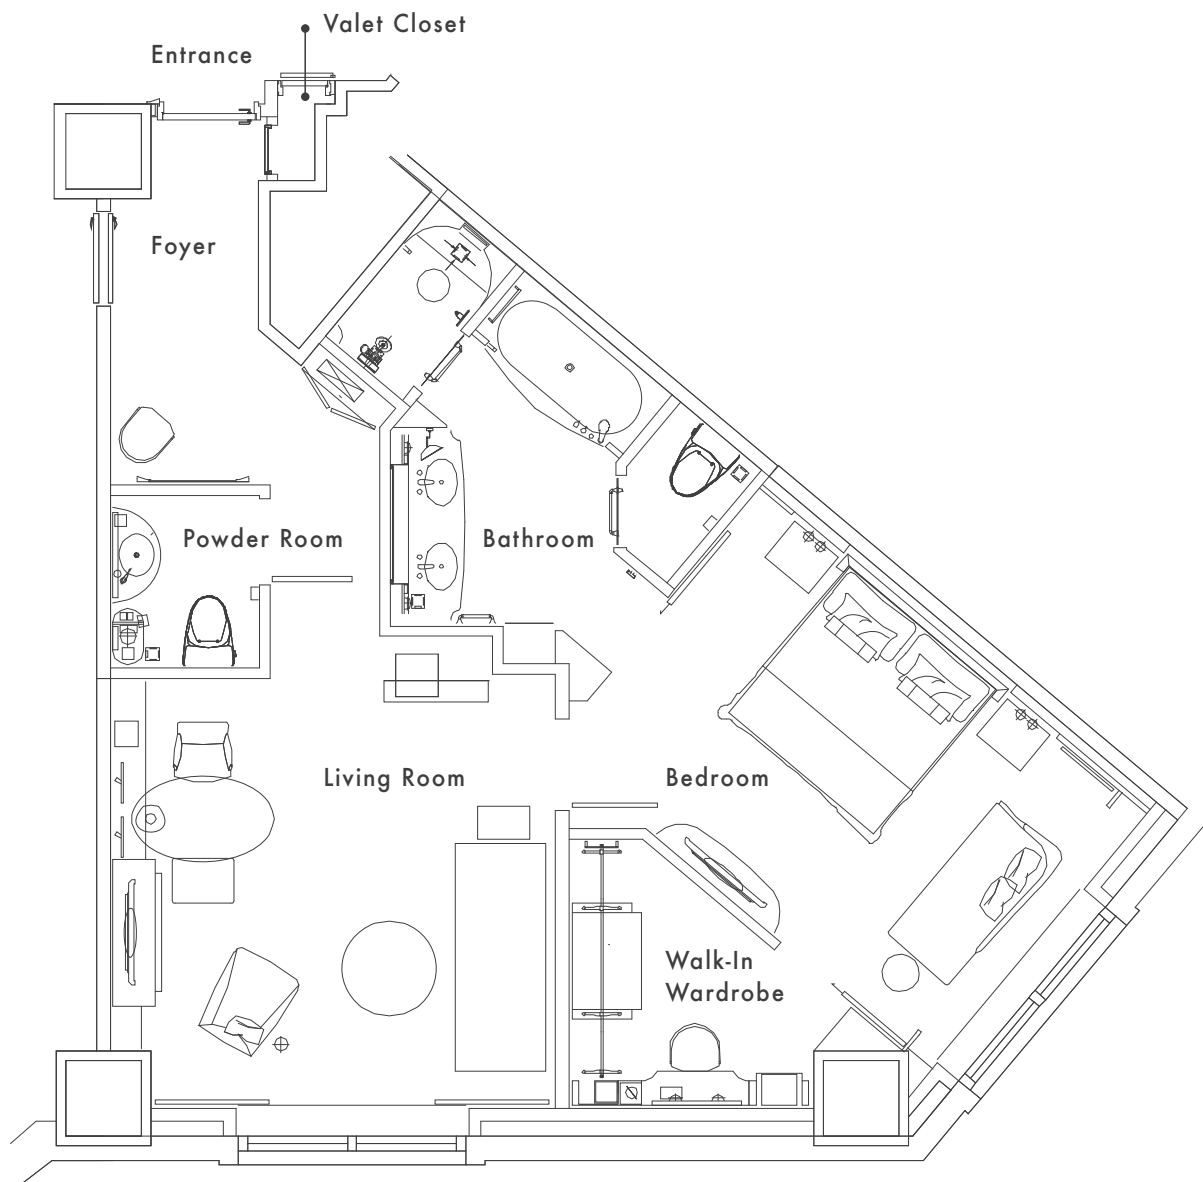 Valet Closet
Entrance
Foyer
Powder Room
Bathroom
Living Room
Bedroom
Walk-In
Wardrobe